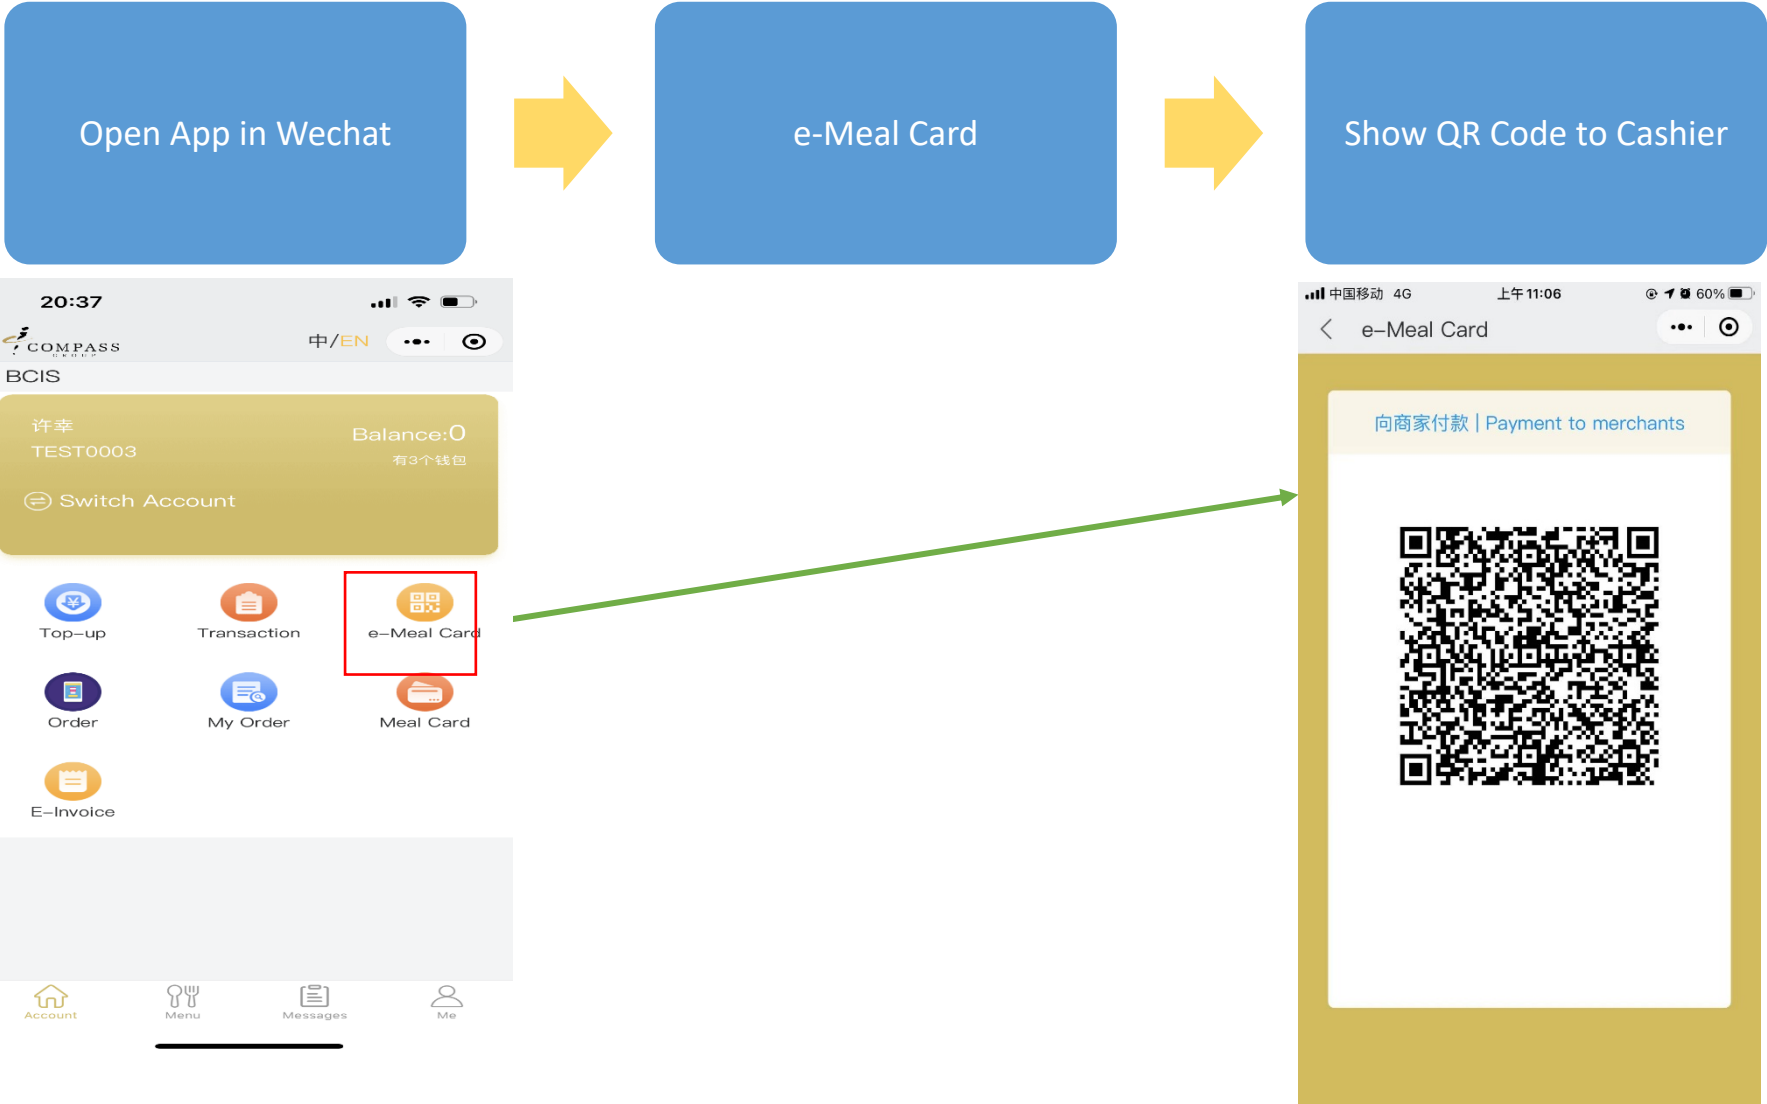 Open App in Wechat
e-Meal Card
Show QR Code to Cashier
20:37
COMPASS
GROUP
中/EN
BCIS
许幸
TEST0003
Balance:0
有3个钱包
Switch Account
Top-up
Transaction
e-Meal Card
Order
My Order
Meal Card
E-Invoice
Account
Menu
Messages
Me
中国移动 4G
上午11:06
60%
e-Meal Card
向商家付款 | Payment to merchants